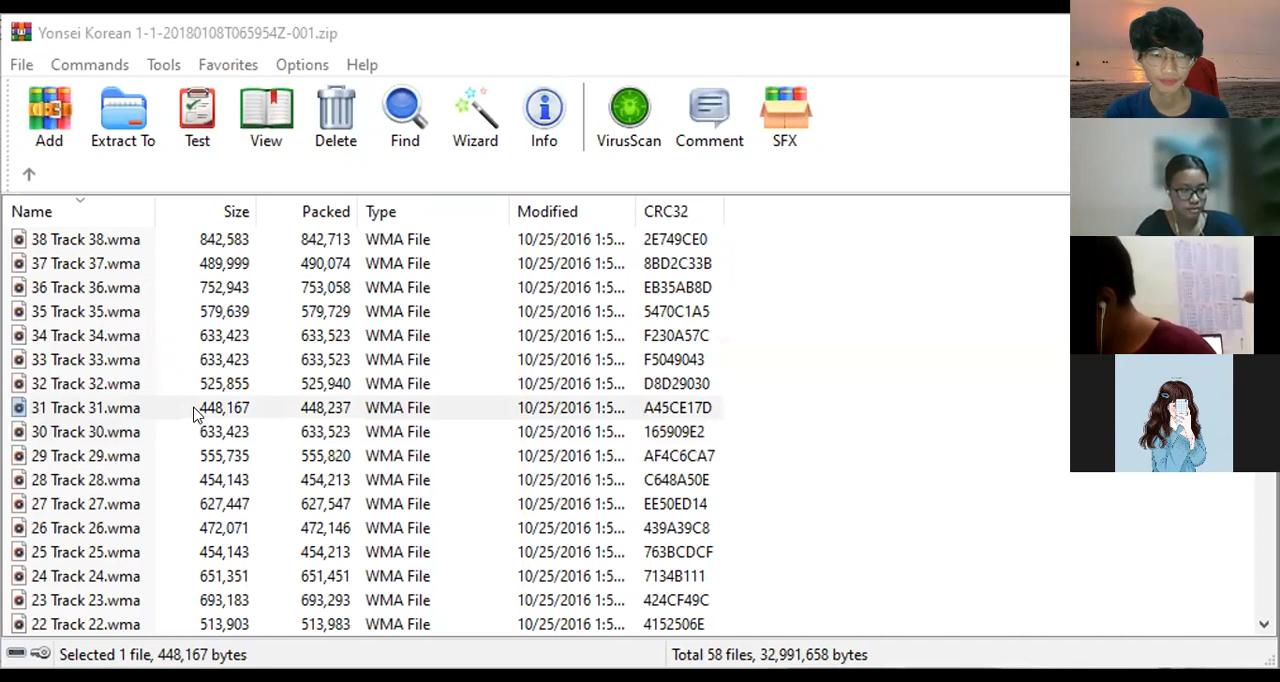 Yonsei Korean 1-1-20180108T065954Z-001.zip
File Commands Tools Favorites Options Help
Add Extract To Test View Delete Find Wizard Info VirusScan Comment SFX
Name Size Packed Type Modified CRC32
38 Track 38.wma 842,583 842,713 WMA File 10/25/2016 1:5... 2E749CE0
37 Track 37.wma 489,999 490,074 WMA File 10/25/2016 1:5... 8BD2C33B
36 Track 36.wma 752,943 753,058 WMA File 10/25/2016 1:5... EB35AB8D
35 Track 35.wma 579,639 579,729 WMA File 10/25/2016 1:5... 5470C1A5
34 Track 34.wma 633,423 633,523 WMA File 10/25/2016 1:5... F230A57C
33 Track 33.wma 633,423 633,523 WMA File 10/25/2016 1:5... F5049043
32 Track 32.wma 525,855 525,940 WMA File 10/25/2016 1:5... D8D29030
31 Track 31.wma 448,167 448,237 WMA File 10/25/2016 1:5... A45CE17D
30 Track 30.wma 633,423 633,523 WMA File 10/25/2016 1:5... 165909E2
29 Track 29.wma 555,735 555,820 WMA File 10/25/2016 1:5... AF4C6CA7
28 Track 28.wma 454,143 454,213 WMA File 10/25/2016 1:5... C648A50E
27 Track 27.wma 627,447 627,547 WMA File 10/25/2016 1:5... EE50ED14
26 Track 26.wma 472,071 472,146 WMA File 10/25/2016 1:5... 439A39C8
25 Track 25.wma 454,143 454,213 WMA File 10/25/2016 1:5... 763BCDCF
24 Track 24.wma 651,351 651,451 WMA File 10/25/2016 1:5... 7134B111
23 Track 23.wma 693,183 693,293 WMA File 10/25/2016 1:5... 424CF49C
22 Track 22.wma 513,903 513,983 WMA File 10/25/2016 1:5... 4152506E
Selected 1 file, 448,167 bytes Total 58 files, 32,991,658 bytes